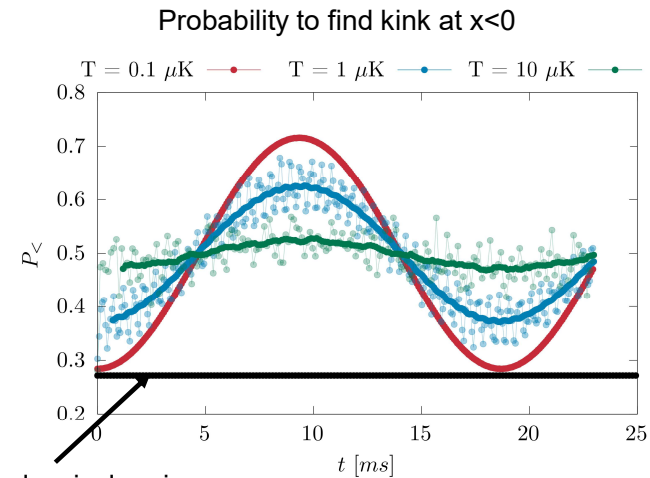 Probability to find kink at x<0
T = 0.1 μK T = 1 μK T = 10 μK
0.8
0.7
0.6
0.5
0.4
0.3
0.2
P<
0 5 10 15 20 25
t [ms]